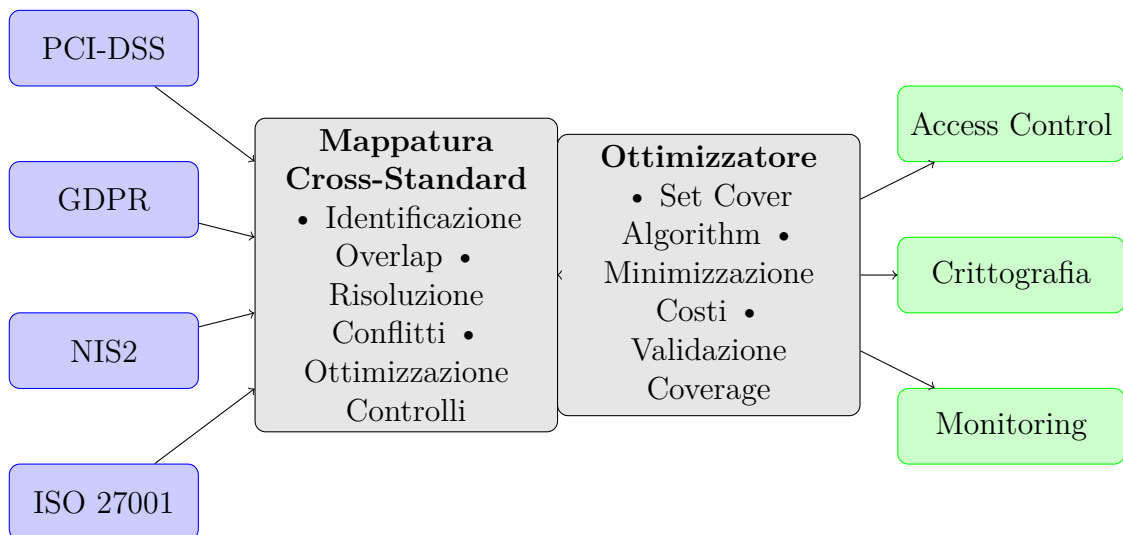 PCI-DSS
GDPR
NIS2
ISO 27001
Mappatura
Cross-Standard
• Identificazione
Overlap •
Risoluzione
Conflitti •
Ottimizzazione
Controlli
Ottimizzatore
• Set Cover
Algorithm •
Minimizzazione
Costi •
Validazione
Coverage
Access Control
Crittografia
Monitoring